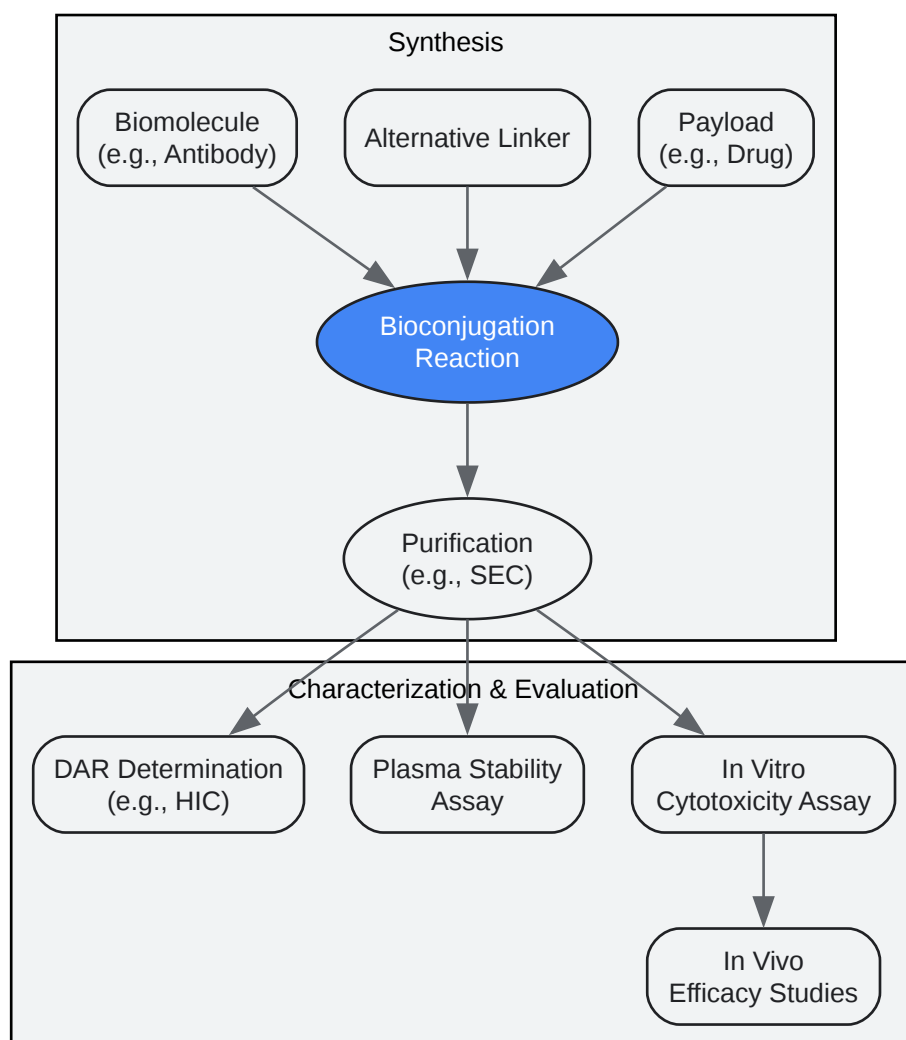 Synthesis
Biomolecule
(e.g., Antibody)
Alternative Linker
Payload
(e.g., Drug)
Bioconjugation
Reaction
Purification
(e.g., SEC)
Characterization & Evaluation
DAR Determination
(e.g., HIC)
Plasma Stability
Assay
In Vitro
Cytotoxicity Assay
In Vivo
Efficacy Studies